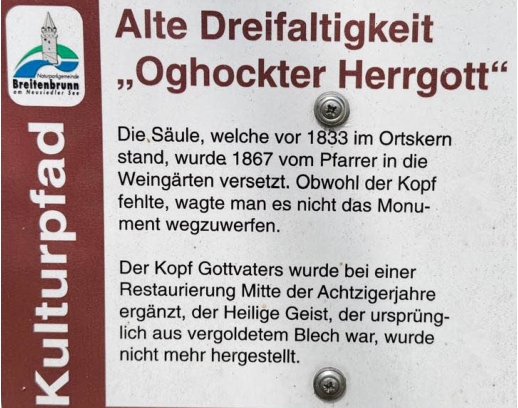 Alte Dreifaltigkeit
„Oghockter Herrgott“
Naturparkgemeinde
Breitenbrunn
am Neusiedler See
Kulturpfad
Die Säule, welche vor 1833 im Ortskern
stand, wurde 1867 vom Pfarrer in die
Weingärten versetzt. Obwohl der Kopf
fehlte, wagte man es nicht das Monu-
ment wegzuwerfen.
Der Kopf Gottvaters wurde bei einer
Restaurierung Mitte der Achtzigerjahre
ergänzt, der Heilige Geist, der ursprüng-
lich aus vergoldetem Blech war, wurde
nicht mehr hergestellt.